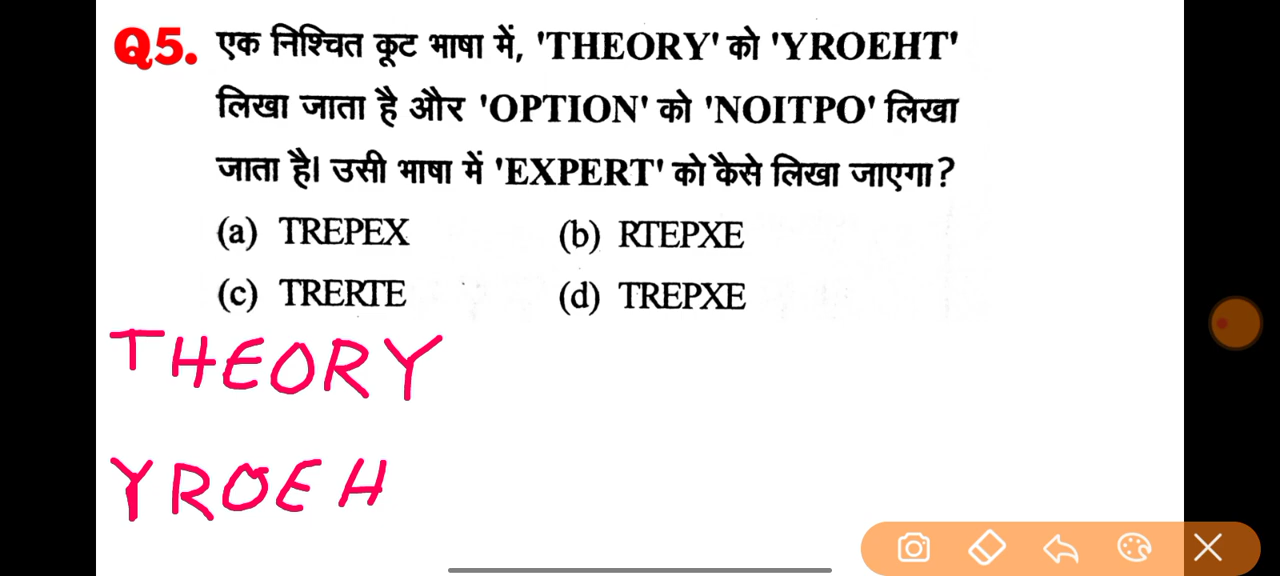 Q5. एक निश्चित कूट भाषा में, 'THEORY' को 'YROEHT'
लिखा जाता है और 'OPTION' को 'NOITPO' लिखा
जाता है। उसी भाषा में 'EXPERT' को कैसे लिखा जाएगा?
(a) TREPEX (b) RTEPXE
(c) TRERTE (d) TREPXE
THEORY
YROEH